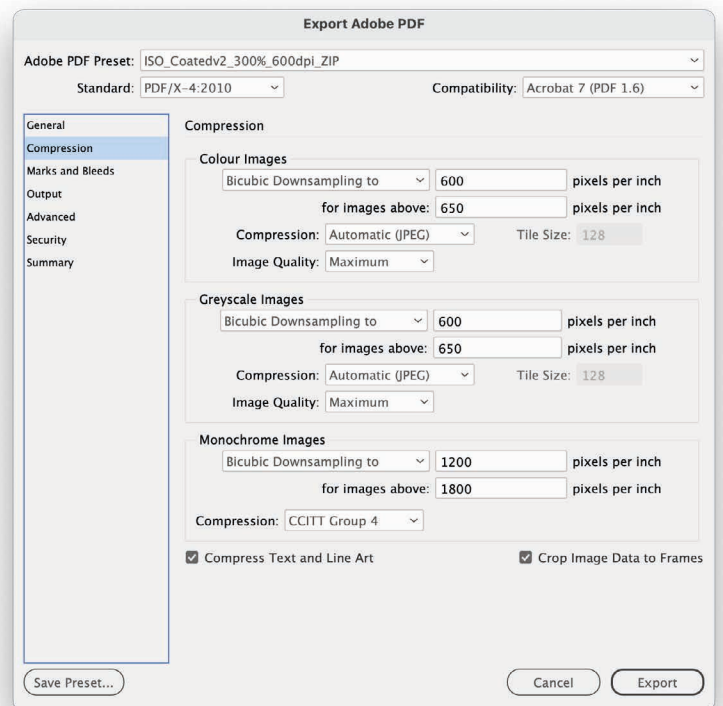 Export Adobe PDF
Adobe PDF Preset: ISO_Coatedv2_300%_600dpi_ZIP
Standard: PDF/X-4:2010 Compatibility: Acrobat 7 (PDF 1.6)
General
Compression
Marks and Bleeds
Output
Advanced
Security
Summary
Compression
Colour Images
Bicubic Downsampling to 600 pixels per inch
for images above: 650 pixels per inch
Compression: Automatic (JPEG) Tile Size: 128
Image Quality: Maximum
Greyscale Images
Bicubic Downsampling to 600 pixels per inch
for images above: 650 pixels per inch
Compression: Automatic (JPEG) Tile Size: 128
Image Quality: Maximum
Monochrome Images
Bicubic Downsampling to 1200 pixels per inch
for images above: 1800 pixels per inch
Compression: CCITT Group 4
Compress Text and Line Art Crop Image Data to Frames
Save Preset... Cancel Export